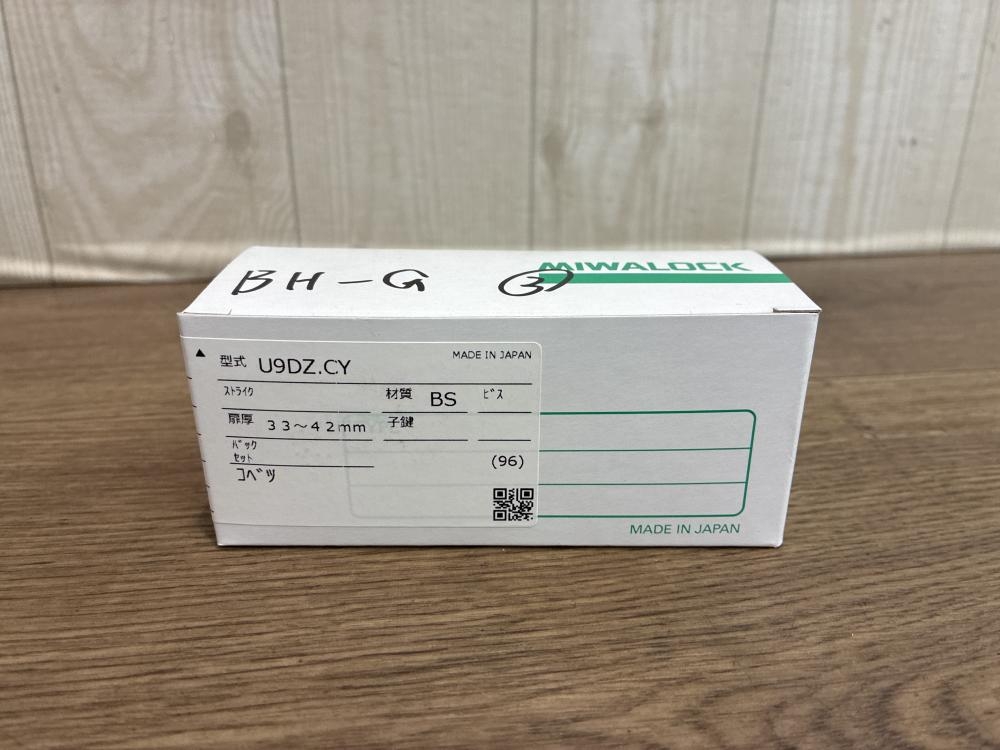 MIWALOCK
BH-G ③
型式 U9DZ.CY MADE IN JAPAN
ｽﾄﾗｲｸ 材質 BS ﾋﾞｽ
扉厚 33～42mm 子鍵
ﾊﾞｯｸ
ｾｯﾄ
(96)
ｺﾍﾞﾂ
MADE IN JAPAN